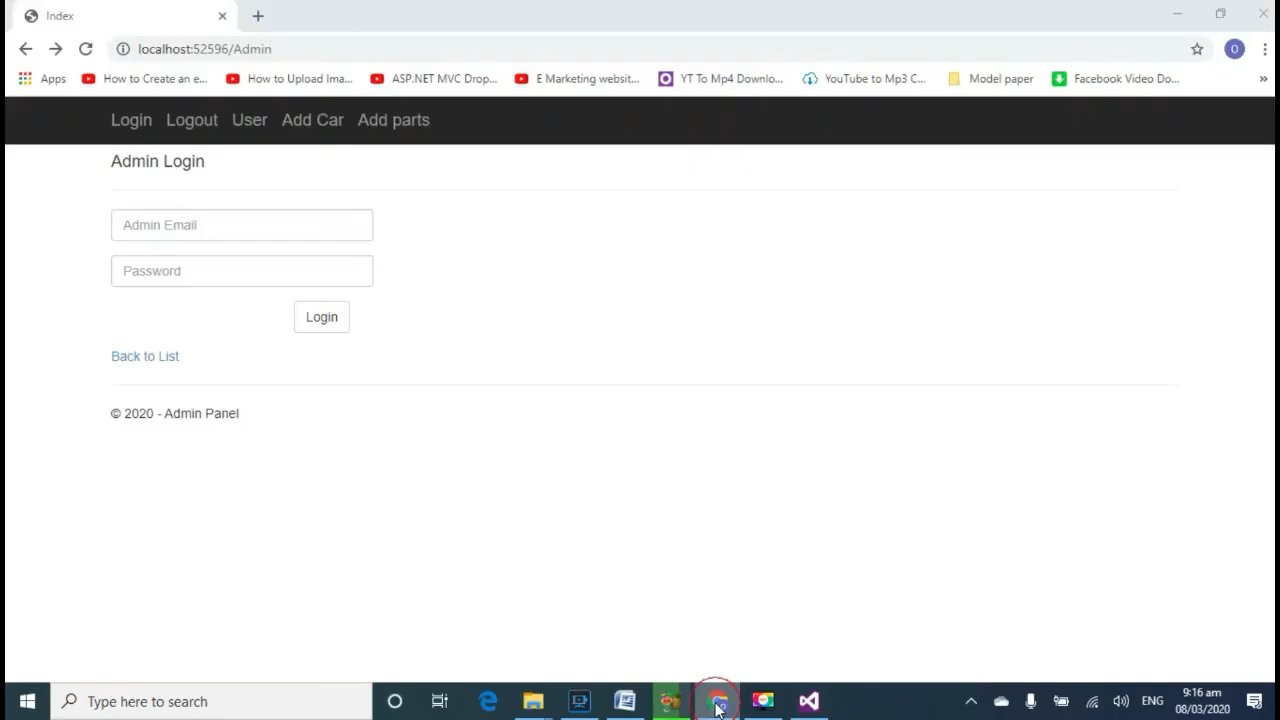 Index
localhost:52596/Admin
Apps How to Create an e... How to Upload Ima... ASP.NET MVC Drop... E Marketing websit... YT To Mp4 Downlo... YouTube to Mp3 C... Model paper Facebook Video Do... »
Login Logout User Add Car Add parts
Admin Login
Admin Email
Password
Login
Back to List
© 2020 - Admin Panel
Type here to search
ENG
9:16 am
08/03/2020